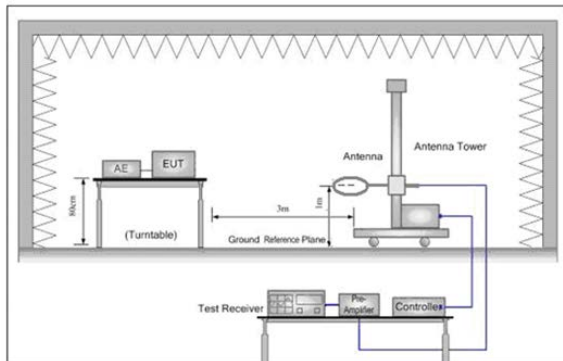 AE
EUT
80cm
(Turntable)
3m
Antenna
Antenna Tower
1m
Ground Reference Plane
Test Receiver
Pre-
Amplifier
Controller